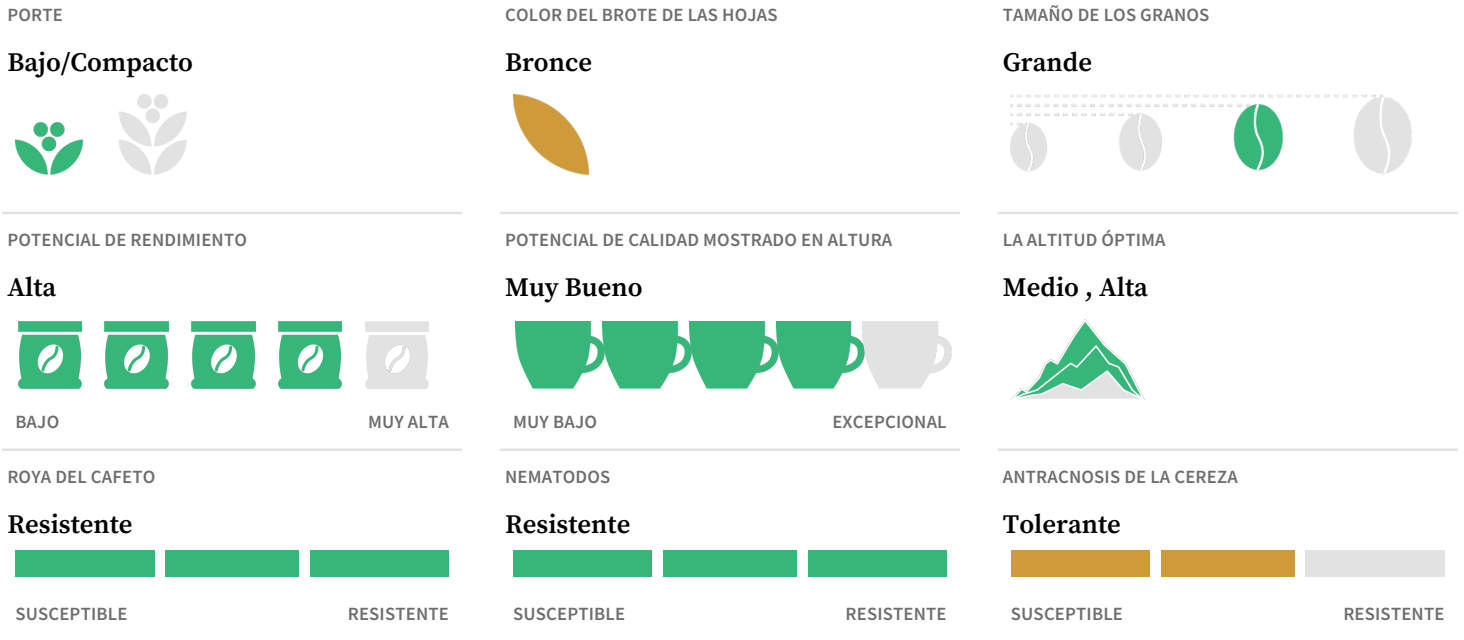 PORTE
Bajo/Compacto
COLOR DEL BROTE DE LAS HOJAS
Bronce
TAMAÑO DE LOS GRANOS
Grande
POTENCIAL DE RENDIMIENTO
Alta
BAJO
MUY ALTA
POTENCIAL DE CALIDAD MOSTRADO EN ALTURA
Muy Bueno
MUY BAJO
EXCEPCIONAL
LA ALTITUD ÓPTIMA
Medio , Alta
ROYA DEL CAFETO
Resistente
SUSCEPTIBLE
RESISTENTE
NEMATODOS
Resistente
SUSCEPTIBLE
RESISTENTE
ANTRACNOSIS DE LA CEREZA
Tolerante
SUSCEPTIBLE
RESISTENTE